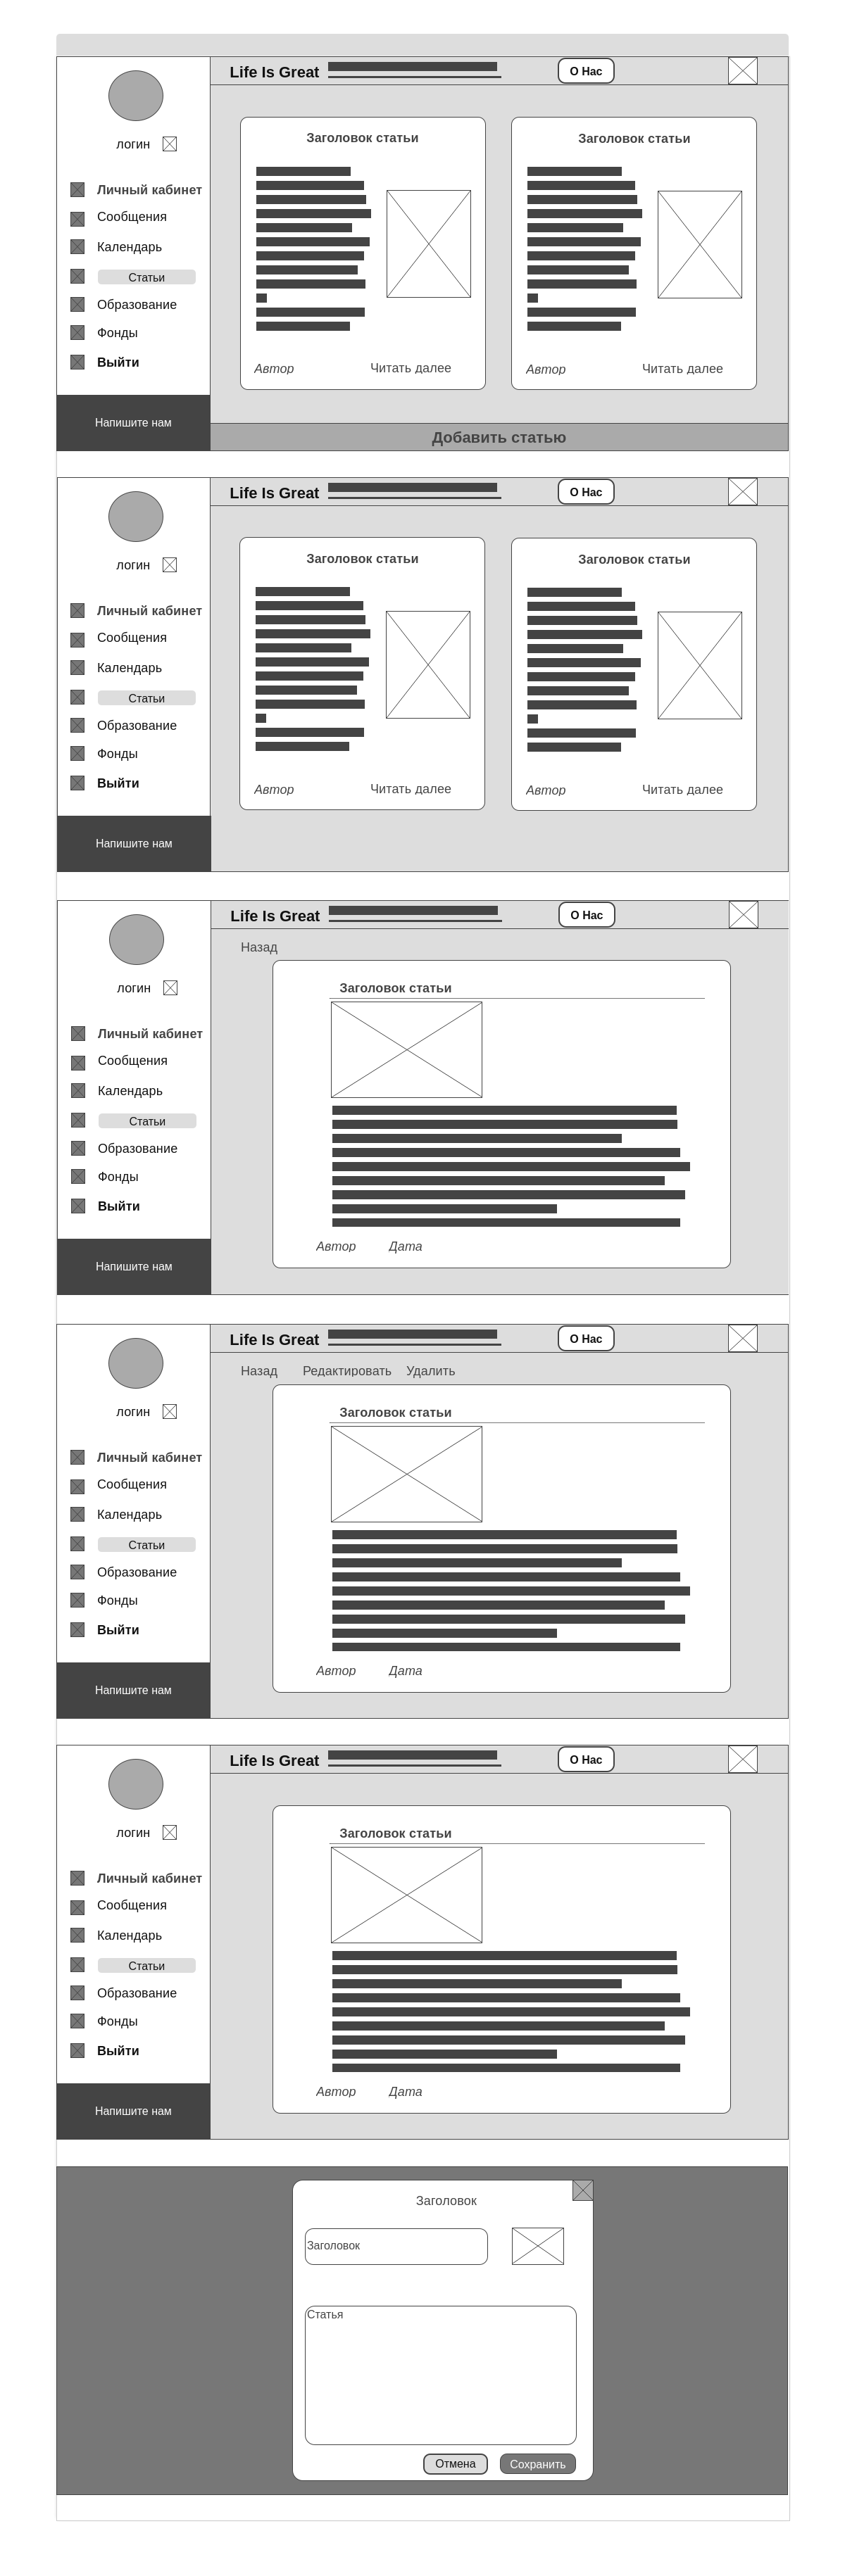 Life Is Great
О Нас
логин
Личный кабинет
Сообщения
Календарь
Статьи
Образование
Фонды
Выйти
Напишите нам
Заголовок статьи
Автор Читать далее
Заголовок статьи
Автор Читать далее
Добавить статью
Life Is Great
О Нас
логин
Личный кабинет
Сообщения
Календарь
Статьи
Образование
Фонды
Выйти
Напишите нам
Заголовок статьи
Автор Читать далее
Заголовок статьи
Автор Читать далее
Life Is Great
О Нас
логин
Личный кабинет
Сообщения
Календарь
Статьи
Образование
Фонды
Выйти
Напишите нам
Назад
Заголовок статьи
Автор Дата
Life Is Great
О Нас
логин
Личный кабинет
Сообщения
Календарь
Статьи
Образование
Фонды
Выйти
Напишите нам
Назад Редактировать Удалить
Заголовок статьи
Автор Дата
Life Is Great
О Нас
логин
Личный кабинет
Сообщения
Календарь
Статьи
Образование
Фонды
Выйти
Напишите нам
Заголовок статьи
Автор Дата
Заголовок
Заголовок
Статья
Отмена Сохранить